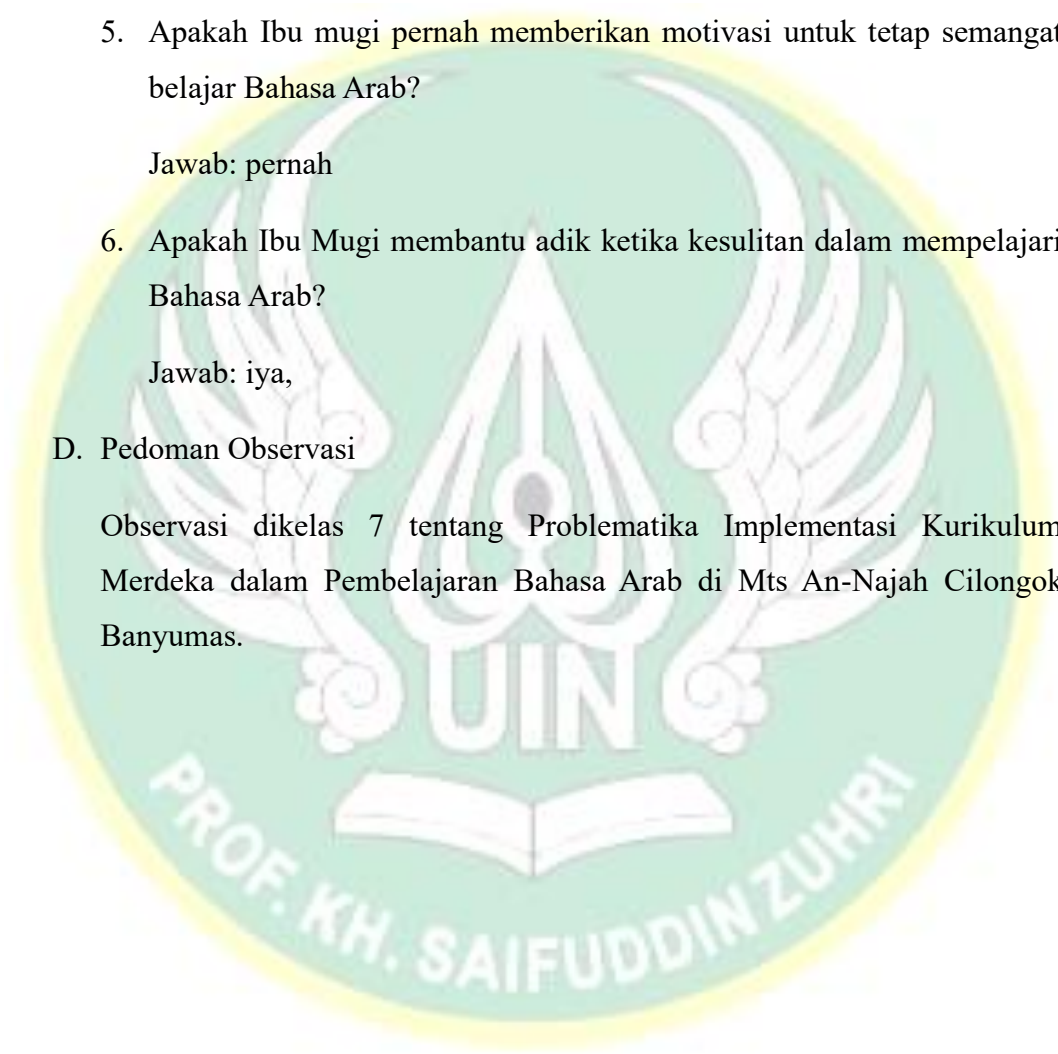 5. Apakah Ibu mugi pernah memberikan motivasi untuk tetap semangat
belajar Bahasa Arab?
Jawab: pernah
6. Apakah Ibu Mugi membantu adik ketika kesulitan dalam mempelajari
Bahasa Arab?
Jawab: iya,
D. Pedoman Observasi
Observasi dikelas 7 tentang Problematika Implementasi Kurikulum
Merdeka dalam Pembelajaran Bahasa Arab di Mts An-Najah Cilongok
Banyumas.
UIN
PROF. KH. SAIFUDDIN ZUHRI